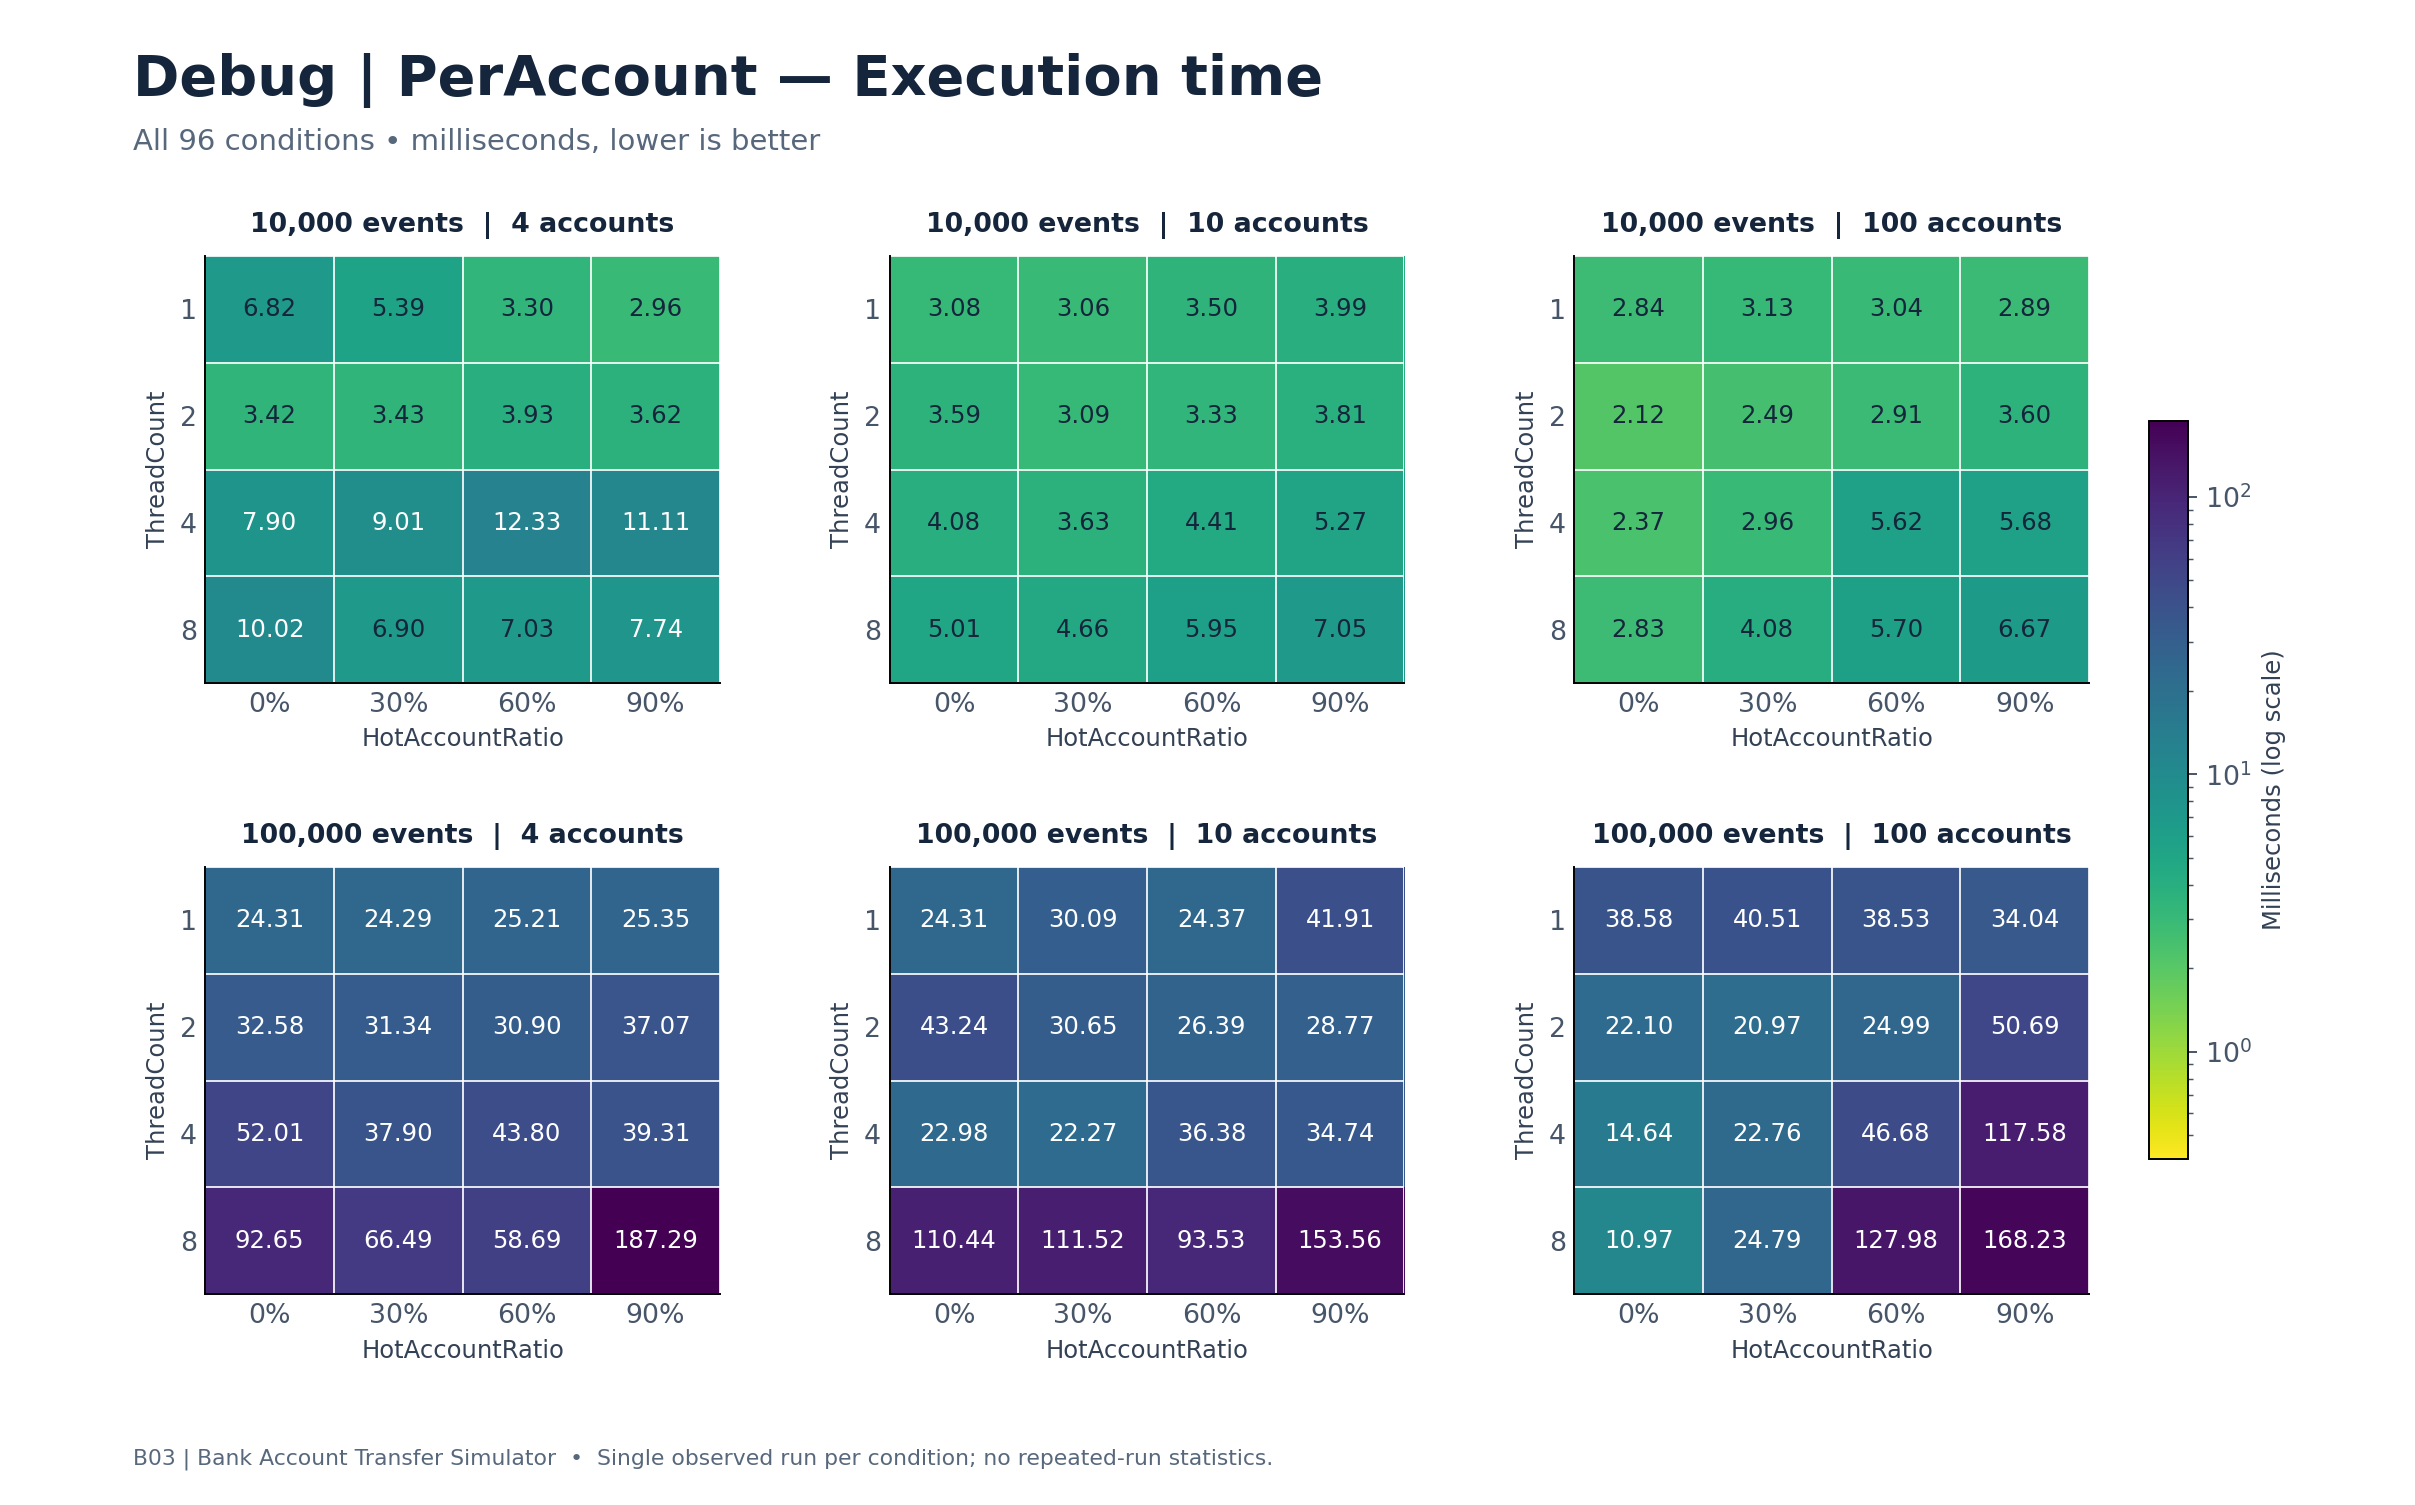 Debug | PerAccount — Execution time
All 96 conditions • milliseconds, lower is better
10,000 events | 4 accounts
ThreadCount
1 6.82 5.39 3.30 2.96
2 3.42 3.43 3.93 3.62
4 7.90 9.01 12.33 11.11
8 10.02 6.90 7.03 7.74
0% 30% 60% 90%
HotAccountRatio
10,000 events | 10 accounts
ThreadCount
1 3.08 3.06 3.50 3.99
2 3.59 3.09 3.33 3.81
4 4.08 3.63 4.41 5.27
8 5.01 4.66 5.95 7.05
0% 30% 60% 90%
HotAccountRatio
10,000 events | 100 accounts
ThreadCount
1 2.84 3.13 3.04 2.89
2 2.12 2.49 2.91 3.60
4 2.37 2.96 5.62 5.68
8 2.83 4.08 5.70 6.67
0% 30% 60% 90%
HotAccountRatio
100,000 events | 4 accounts
ThreadCount
1 24.31 24.29 25.21 25.35
2 32.58 31.34 30.90 37.07
4 52.01 37.90 43.80 39.31
8 92.65 66.49 58.69 187.29
0% 30% 60% 90%
HotAccountRatio
100,000 events | 10 accounts
ThreadCount
1 24.31 30.09 24.37 41.91
2 43.24 30.65 26.39 28.77
4 22.98 22.27 36.38 34.74
8 110.44 111.52 93.53 153.56
0% 30% 60% 90%
HotAccountRatio
100,000 events | 100 accounts
ThreadCount
1 38.58 40.51 38.53 34.04
2 22.10 20.97 24.99 50.69
4 14.64 22.76 46.68 117.58
8 10.97 24.79 127.98 168.23
0% 30% 60% 90%
HotAccountRatio
10²
10¹
10⁰
Milliseconds (log scale)
B03 | Bank Account Transfer Simulator • Single observed run per condition; no repeated-run statistics.